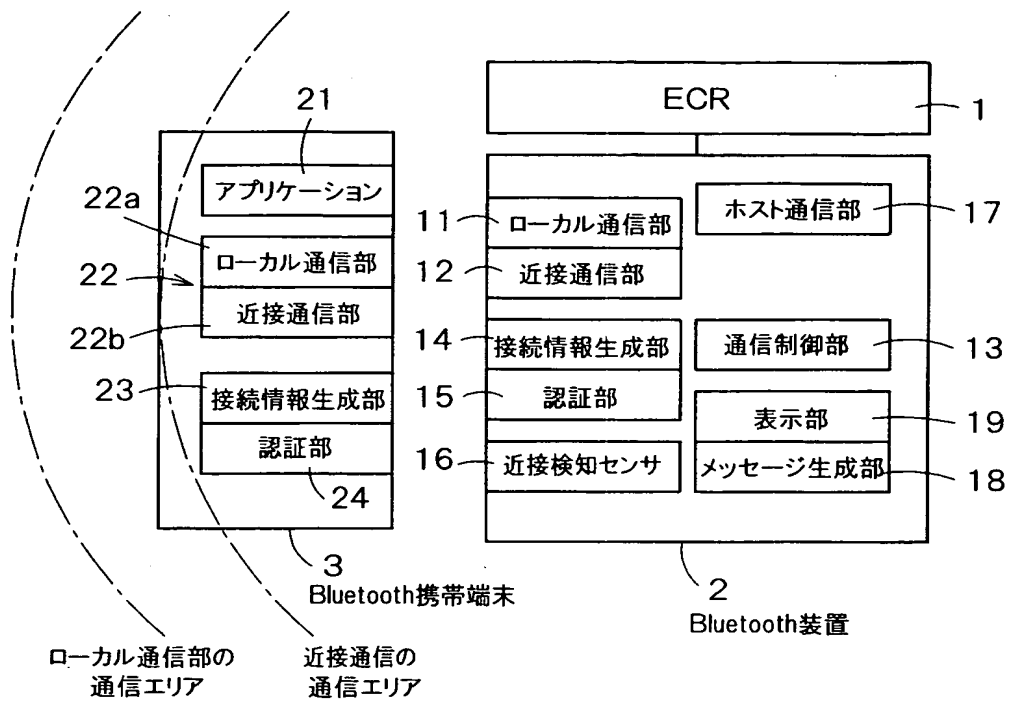 ECR
1
21
アプリケーション
22a
ローカル通信部
22
近接通信部
22b
23
接続情報生成部
認証部
24
3
Bluetooth携帯端末
11
ローカル通信部
12
近接通信部
14
接続情報生成部
15
認証部
16
近接検知センサ
ホスト通信部
17
通信制御部
13
表示部
19
メッセージ生成部
18
2
Bluetooth装置
ローカル通信部の
通信エリア
近接通信の
通信エリア